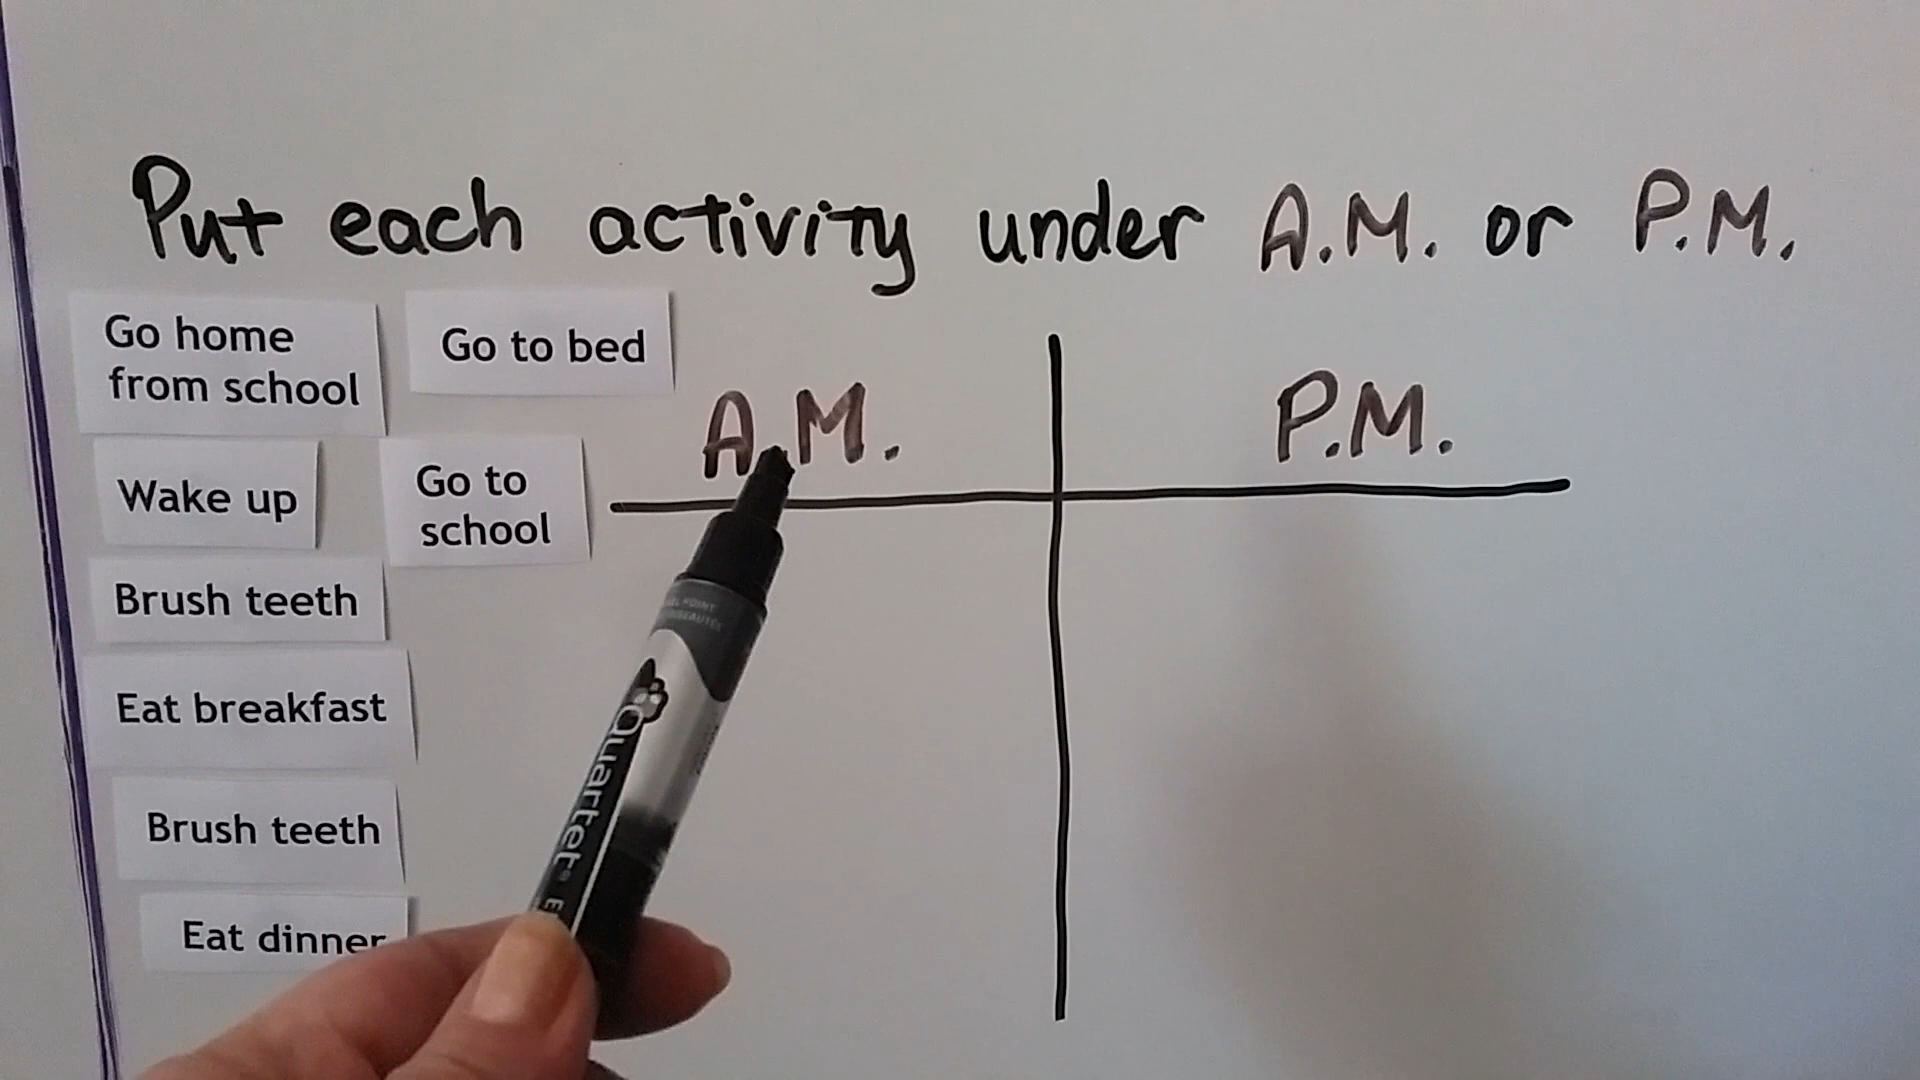 Put each activity under A.M. or P.M.
Go home
from school
Go to bed
A.M.
P.M.
Wake up
Go to
school
Brush teeth
Eat breakfast
Brush teeth
Eat dinner
Quartet® E